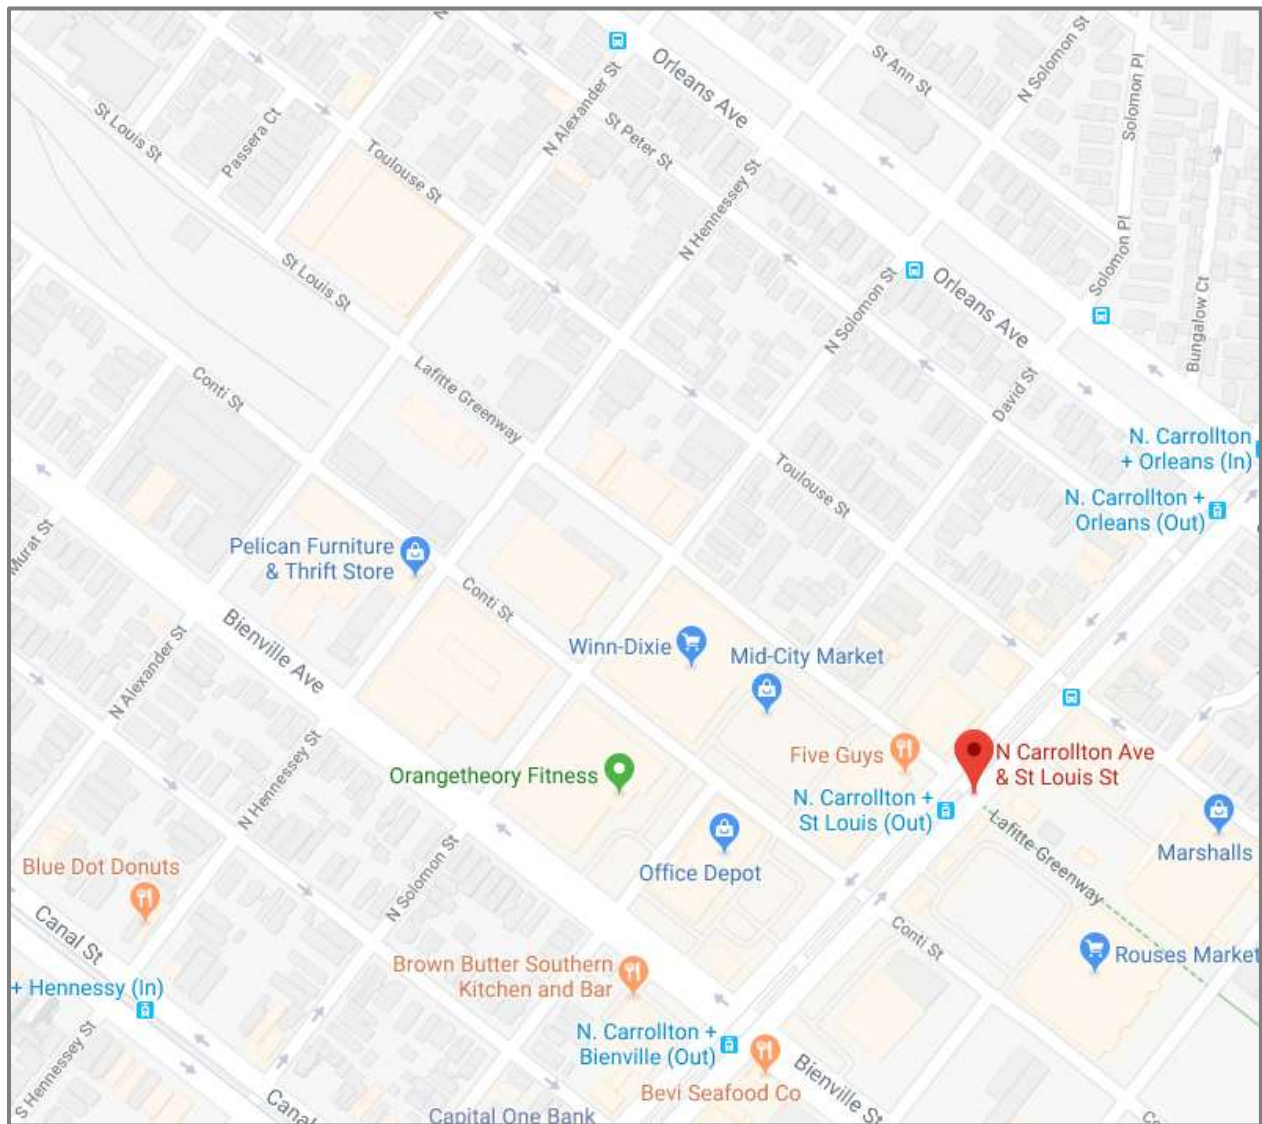 N Solomon St
St Ann St
Orleans Ave
Solomon Pl
St Louis St
Passera Ct
N Alexander St
St Peter St
Toulouse St
N Hennessey St
St Louis St
Solomon Pl
Orleans Ave
N Solomon St
Bungalow Ct
Conti St
Lafitte Greenway
David St
N. Carrollton
+ Orleans (In)
Toulouse St
N. Carrollton +
Orleans (Out)
Murat St
Pelican Furniture
& Thrift Store
Conti St
Winn-Dixie
Mid-City Market
Bienville Ave
N Alexander St
N Hennessey St
Orangetheory Fitness
Five Guys
N Carrollton Ave
& St Louis St
N. Carrollton +
St Louis (Out)
Lafitte Greenway
Marshalls
Office Depot
Blue Dot Donuts
N Solomon St
Canal St
Conti St
Rouses Market
Brown Butter Southern
Kitchen and Bar
+ Hennessy (In)
N. Carrollton +
Bienville (Out)
S Hennessey St
Bevi Seafood Co
Bienville St
Canal
Capital One Bank